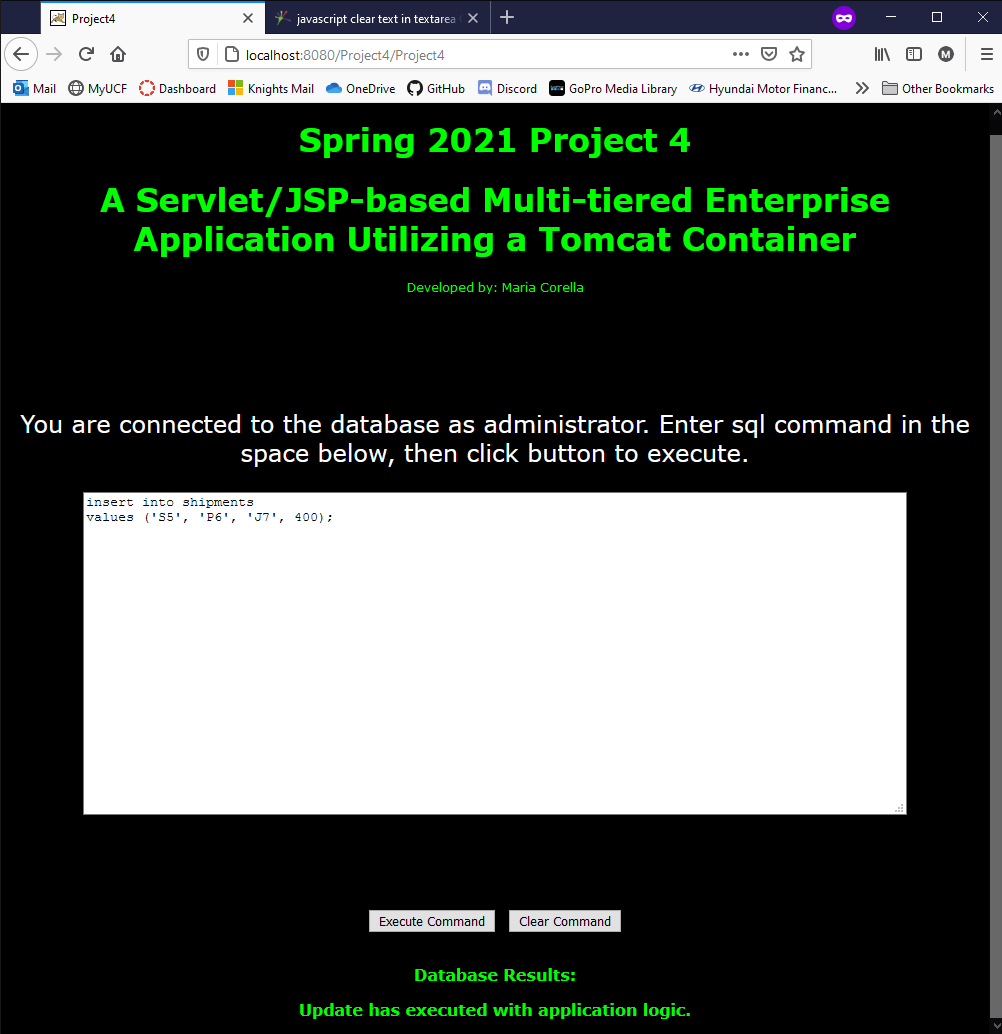 Project4
javascript clear text in textarea
localhost:8080/Project4/Project4
Mail
MyUCF
Dashboard
Knights Mail
OneDrive
GitHub
Discord
GoPro Media Library
Hyundai Motor Financ...
Other Bookmarks
Spring 2021 Project 4
A Servlet/JSP-based Multi-tiered Enterprise
Application Utilizing a Tomcat Container
Developed by: Maria Corella
You are connected to the database as administrator. Enter sql command in the
space below, then click button to execute.
insert into shipments
values ('S5', 'P6', 'J7', 400);
Execute Command
Clear Command
Database Results:
Update has executed with application logic.